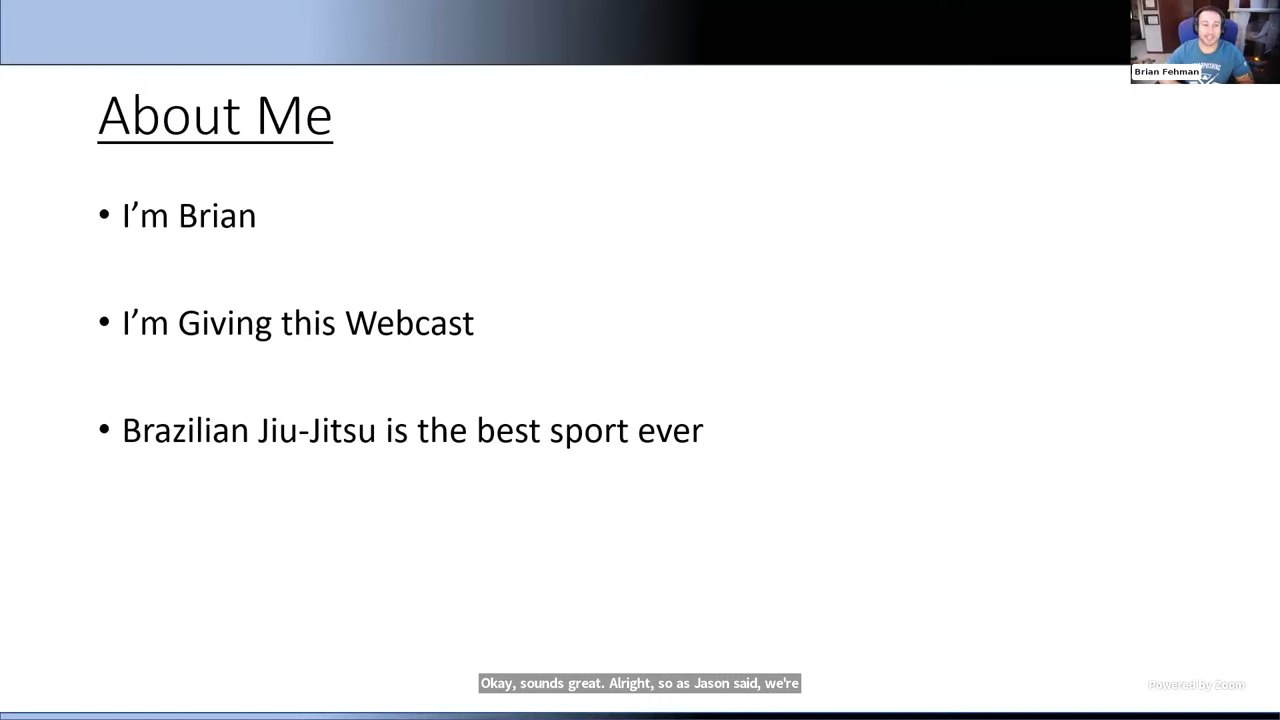 Brian Fehman
About Me
• I’m Brian
• I’m Giving this Webcast
• Brazilian Jiu-Jitsu is the best sport ever
Okay, sounds great. Alright, so as Jason said, we're
Powered by Zoom